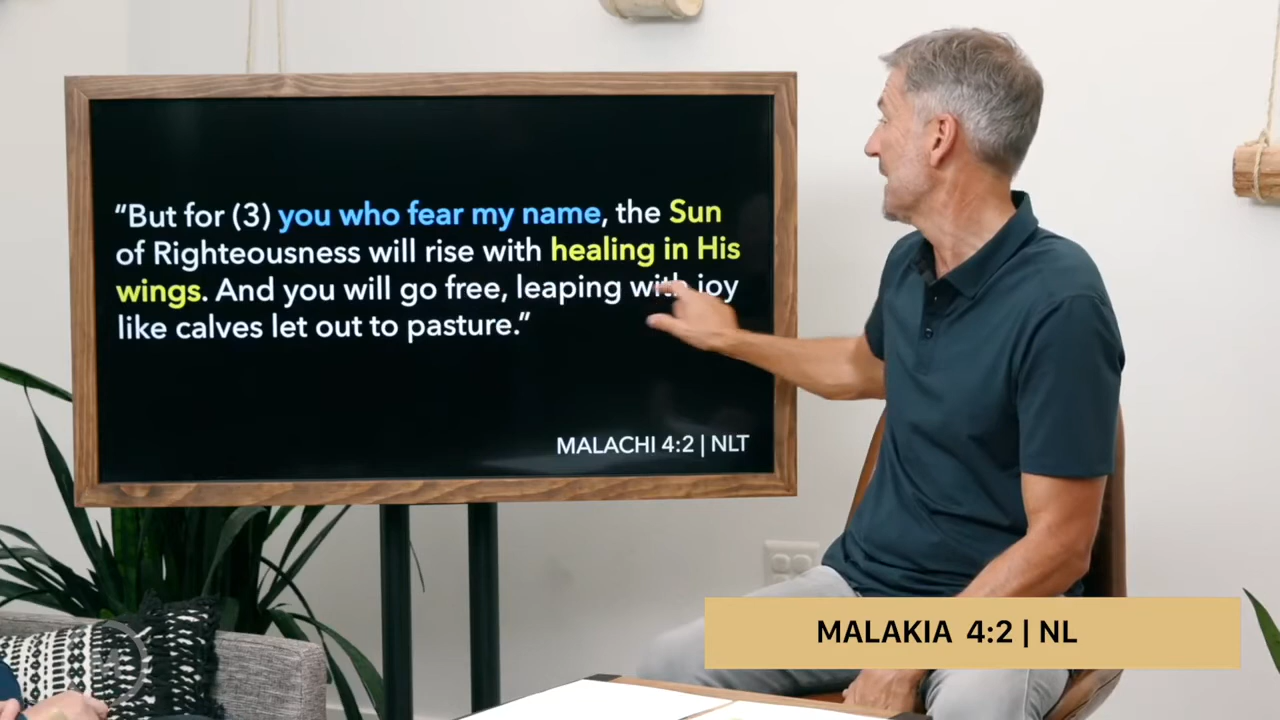 “But for (3) you who fear my name, the Sun
of Righteousness will rise with healing in His
wings. And you will go free, leaping with joy
like calves let out to pasture.”
MALACHI 4:2 | NLT
MALAKIA 4:2 | NL